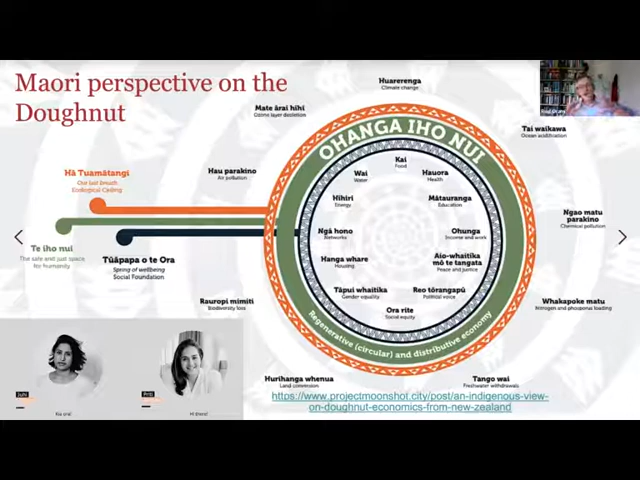 Maori perspective on the
Doughnut
Huarerenga
Climate change
Mate ārai hihi
Ozone layer depletion
Tai waikawa
Ocean acidification
OHANGA IHO NUI
Hau parakino
Air pollution
Kai
Food
Wai
Water
Hauora
Health
Hā Tuamātangi
Our last breath
Ecological Ceiling
Hihiri
Energy
Mātauranga
Education
Ngao matu
parakino
Chemical pollution
Ngā hono
Networks
Ohunga
Income and work
Te iho nui
The safe and just space
for humanity
Tūāpapa o te Ora
Spring of wellbeing
Social Foundation
Hanga whare
Housing
Aio-whaitika
mō te tangata
Peace and justice
Tāpui whaitika
Gender equality
Reo tōrangapū
Political voice
Rauropi mimiti
Biodiversity loss
Ora rite
Social equity
Whakapoke matu
Nitrogen and phosphorus loading
Regenerative (circular) and distributive economy
Hurihanga whenua
Land conversion
Tango wai
Freshwater withdrawals
https://www.projectmoonshot.city/post/an-indigenous-view-
on-doughnut-economics-from-new-zealand
Juhi
Priti
Kia ora!
Hi there!